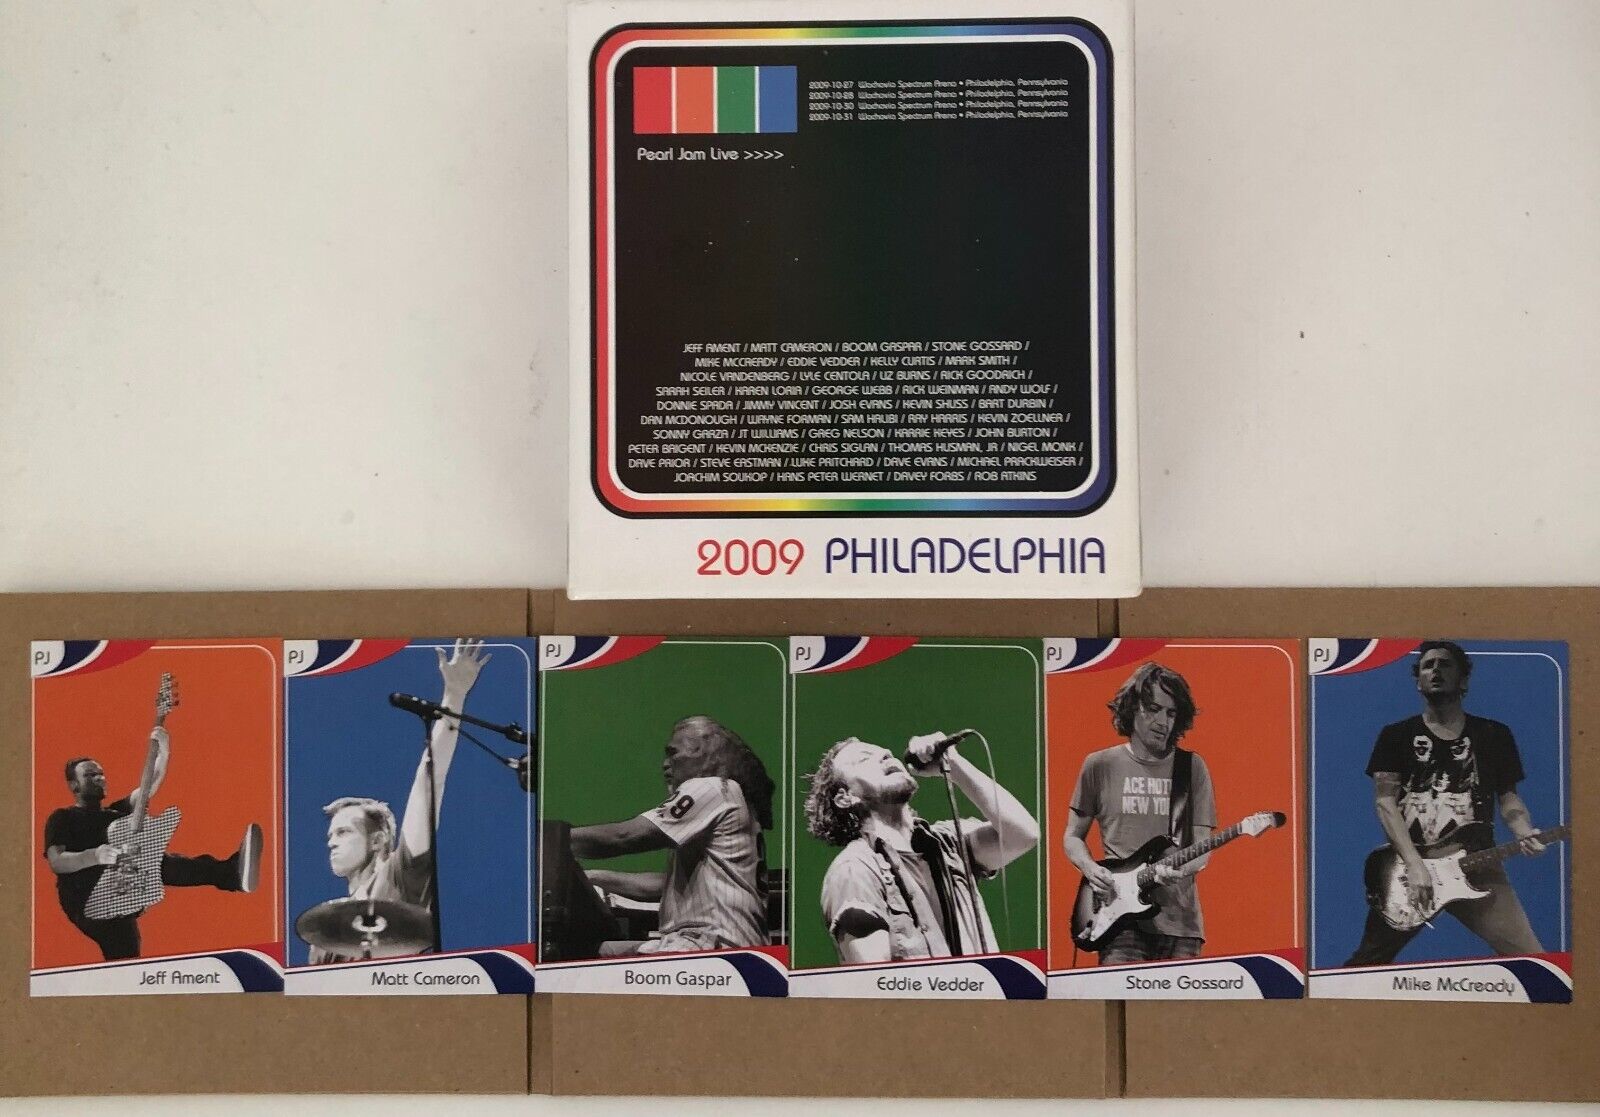 2009-10-27 Wachovia Spectrum Arena • Philadelphia, Pennsylvania
2009-10-28 Wachovia Spectrum Arena • Philadelphia, Pennsylvania
2009-10-30 Wachovia Spectrum Arena • Philadelphia, Pennsylvania
2009-10-31 Wachovia Spectrum Arena • Philadelphia, Pennsylvania
Pearl Jam Live >>>>
JEFF AMENT / MATT CAMERON / BOOM GASPAR / STONE GOSSARD /
MIKE MCCREADY / EDDIE VEDDER / KELLY CURTIS / MARK SMITH /
NICOLE VANDENBERG / LYLE CENTOLA / LIZ BURNS / RICK GOODRICH /
SARAH SEILER / KAREN LORIA / GEORGE WEBB / RICK WEINMAN / ANDY WOLF /
DONNIE SPADA / JIMMY VINCENT / JOSH EVANS / KEVIN SHUSS / BART DURBIN /
DAN MCDONOUGH / WAYNE FORMAN / SAM HALIBI / RAY HARRIS / KEVIN ZOELLNER /
SONNY GARZA / JT WILLIAMS / GREG NELSON / KARRIE KEYES / JOHN BURTON /
PETER BAIGENT / KEVIN MCKENZIE / CHRIS SIGLAN / THOMAS HUSMAN, JR / NIGEL MONK /
DAVE PRIOR / STEVE EASTMAN / LUKE PRITCHARD / DAVE EVANS / MICHAEL PRACKWEISER /
JOACHIM SOUKOP / HANS PETER WERNET / DAVEY FORBS / ROB ATKINS
2009 PHILADELPHIA
PJ
Jeff Ament
PJ
Matt Cameron
PJ
29
Boom Gaspar
PJ
Eddie Vedder
PJ
ACE HOT
NEW YO
Stone Gossard
PJ
Mike McCready